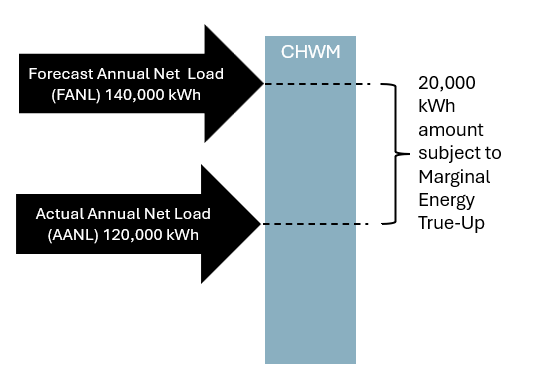 CHWM
Forecast Annual Net Load
(FANL) 140,000 kWh
Actual Annual Net Load
(AANL) 120,000 kWh
20,000
kWh
amount
subject to
Marginal
Energy
True-Up